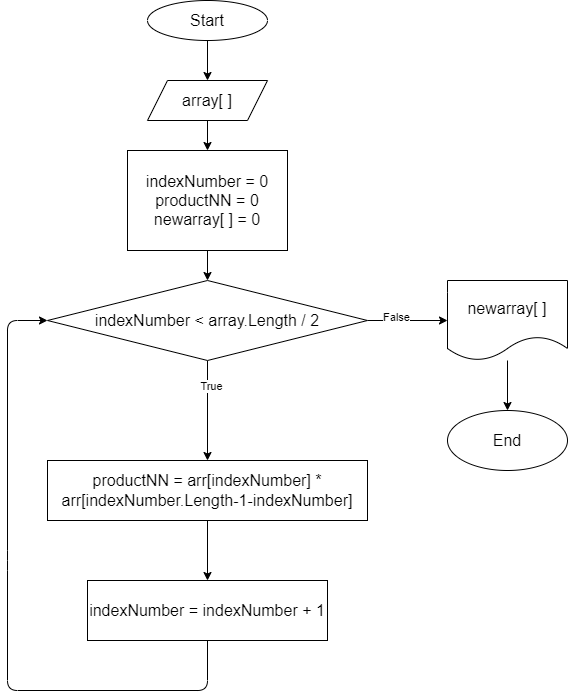 Start
array[ ]
indexNumber = 0
productNN = 0
newarray[ ] = 0
indexNumber < array.Length / 2
False
newarray[ ]
True
End
productNN = arr[indexNumber] *
arr[indexNumber.Length-1-indexNumber]
indexNumber = indexNumber + 1